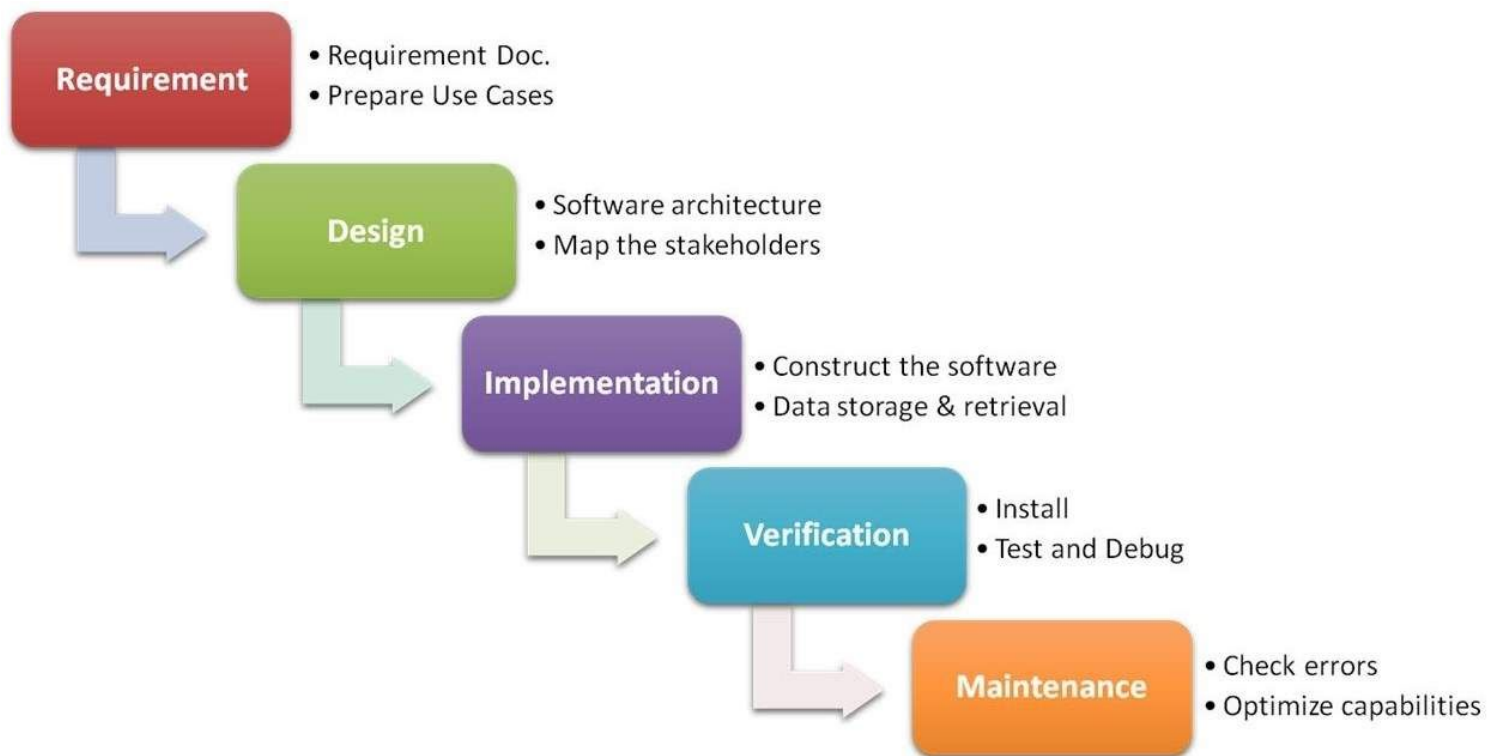 Requirement
• Requirement Doc.
• Prepare Use Cases
Design
• Software architecture
• Map the stakeholders
Implementation
• Construct the software
• Data storage & retrieval
Verification
• Install
• Test and Debug
Maintenance
• Check errors
• Optimize capabilities